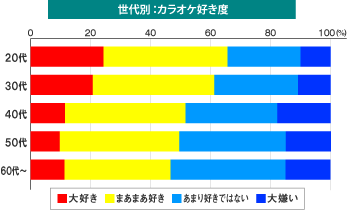 世代別：カラオケ好き度
0 20 40 60 80 100(%)
20代
30代
40代
50代
60代～
大好き まあまあ好き あまり好きではない 大嫌い